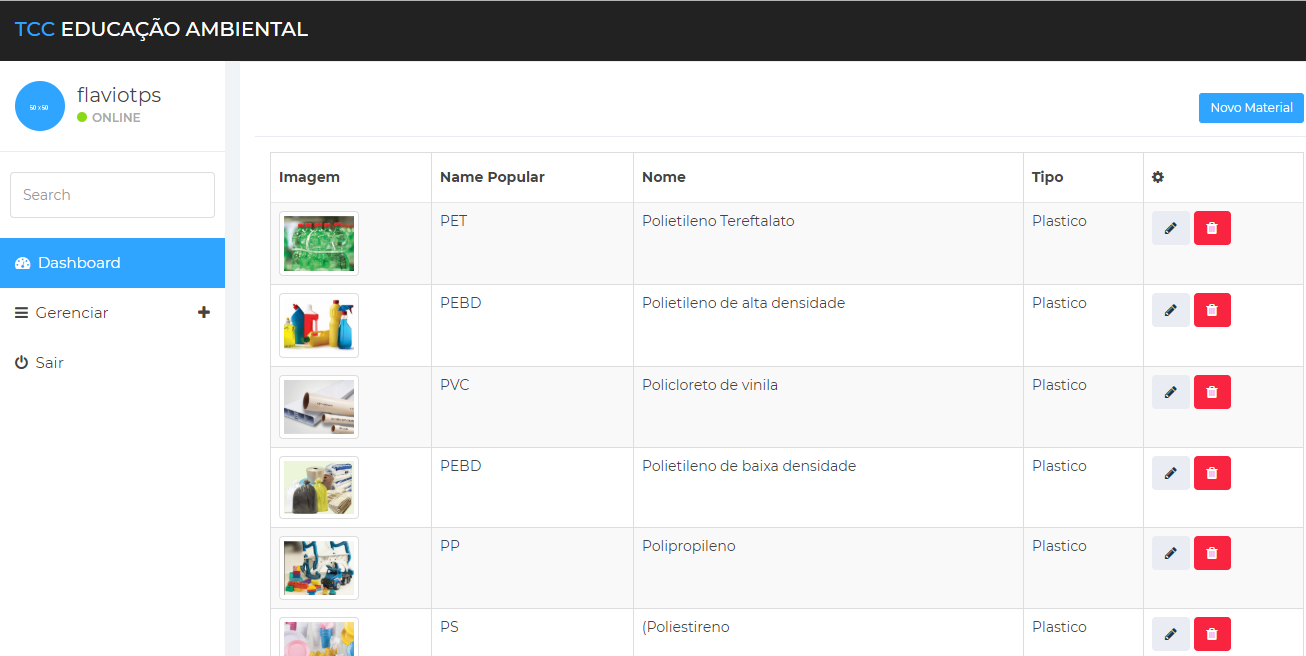 TCC EDUCAÇÃO AMBIENTAL
50 x 50
flaviotps
ONLINE
Search
Dashboard
Gerenciar
Sair
Novo Material
Imagem Name Popular Nome Tipo
PET Polietileno Tereftalato Plastico
PEBD Polietileno de alta densidade Plastico
PVC Policloreto de vinila Plastico
PEBD Polietileno de baixa densidade Plastico
PP Polipropileno Plastico
PS (Poliestireno Plastico